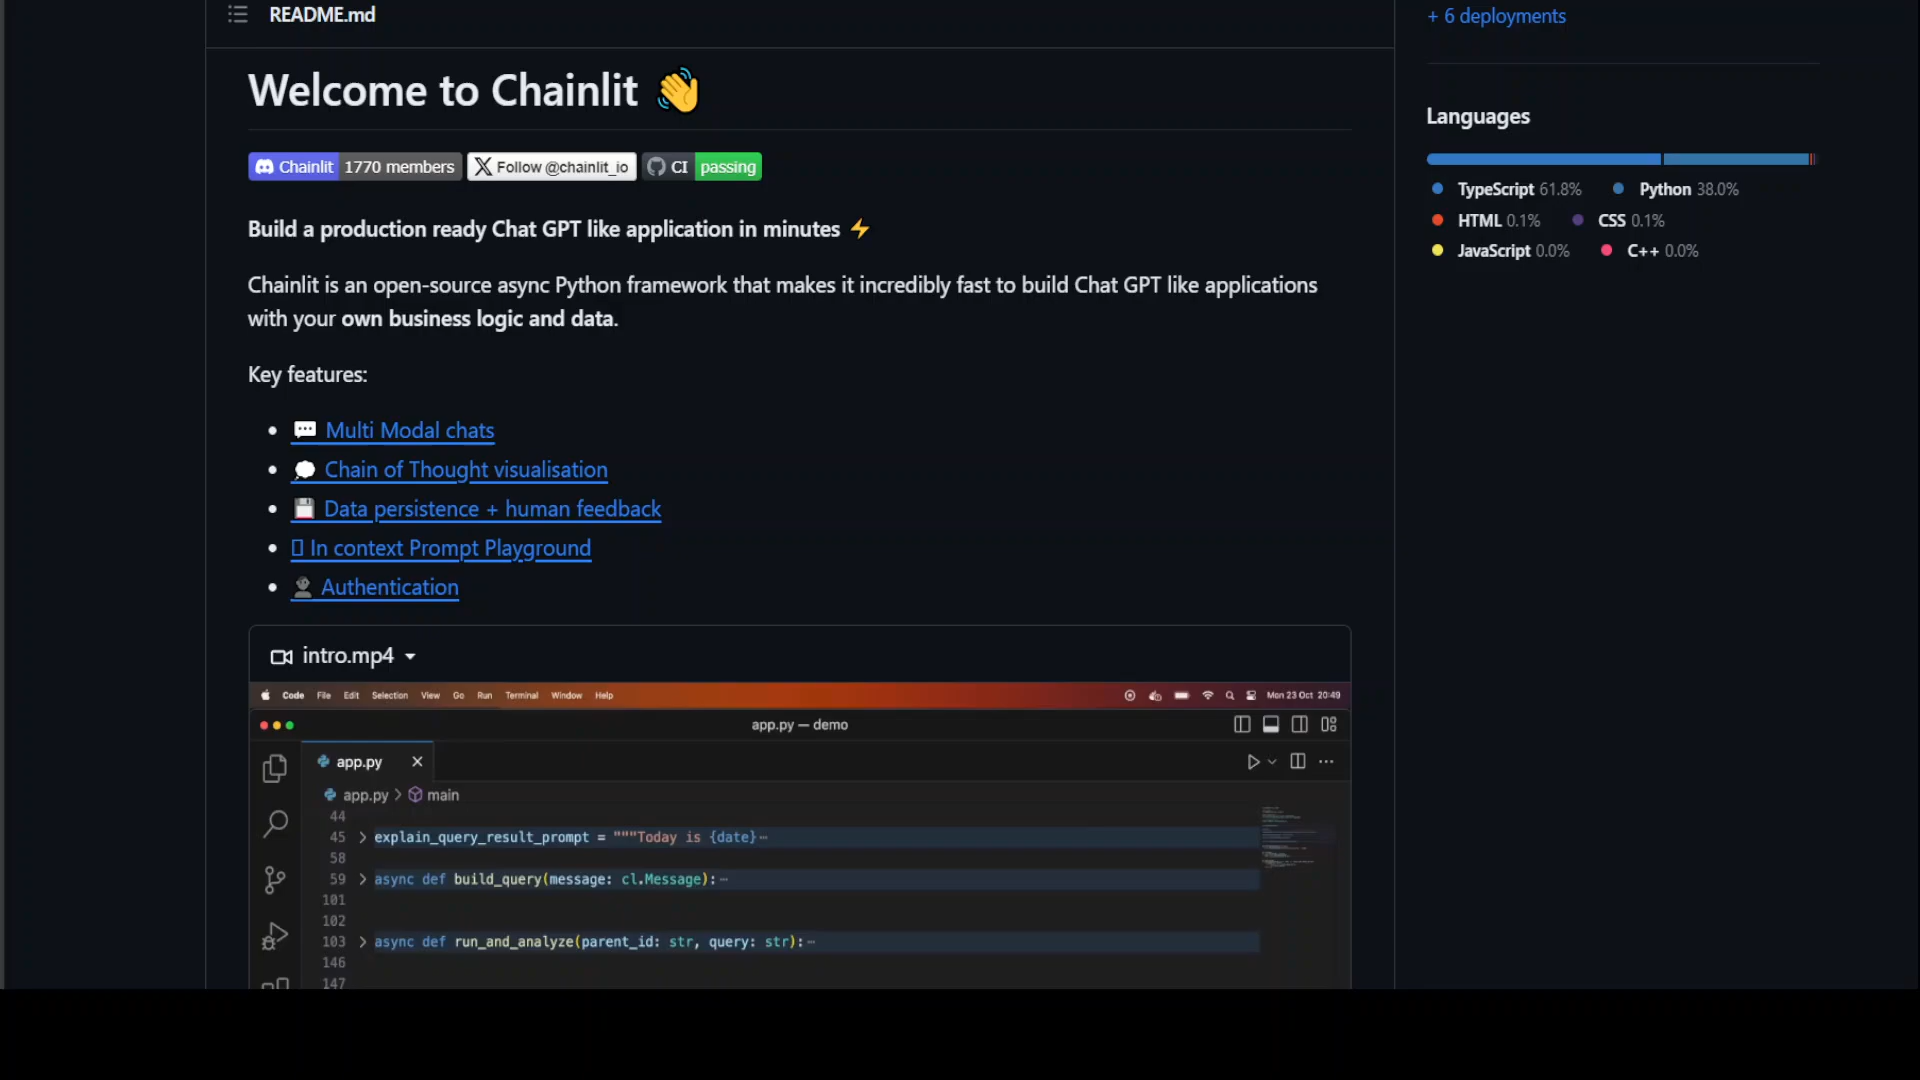 README.md
+ 6 deployments
Welcome to Chainlit 👋
Chainlit 1770 members Follow @chainlit_io CI passing
Build a production ready Chat GPT like application in minutes ⚡
Chainlit is an open-source async Python framework that makes it incredibly fast to build Chat GPT like applications
with your own business logic and data.
Key features:
💬 Multi Modal chats
💭 Chain of Thought visualisation
💾 Data persistence + human feedback
In context Prompt Playground
👤 Authentication
intro.mp4
Code File Edit Selection View Go Run Terminal Window Help Mon 23 Oct 20:49
app.py — demo
app.py
app.py > main
44
45 > explain_query_result_prompt = """Today is {date}…
58
59 > async def build_query(message: cl.Message):…
101
102
103 > async def run_and_analyze(parent_id: str, query: str):…
146
147
Languages
TypeScript 61.8% Python 38.0%
HTML 0.1% CSS 0.1%
JavaScript 0.0% C++ 0.0%